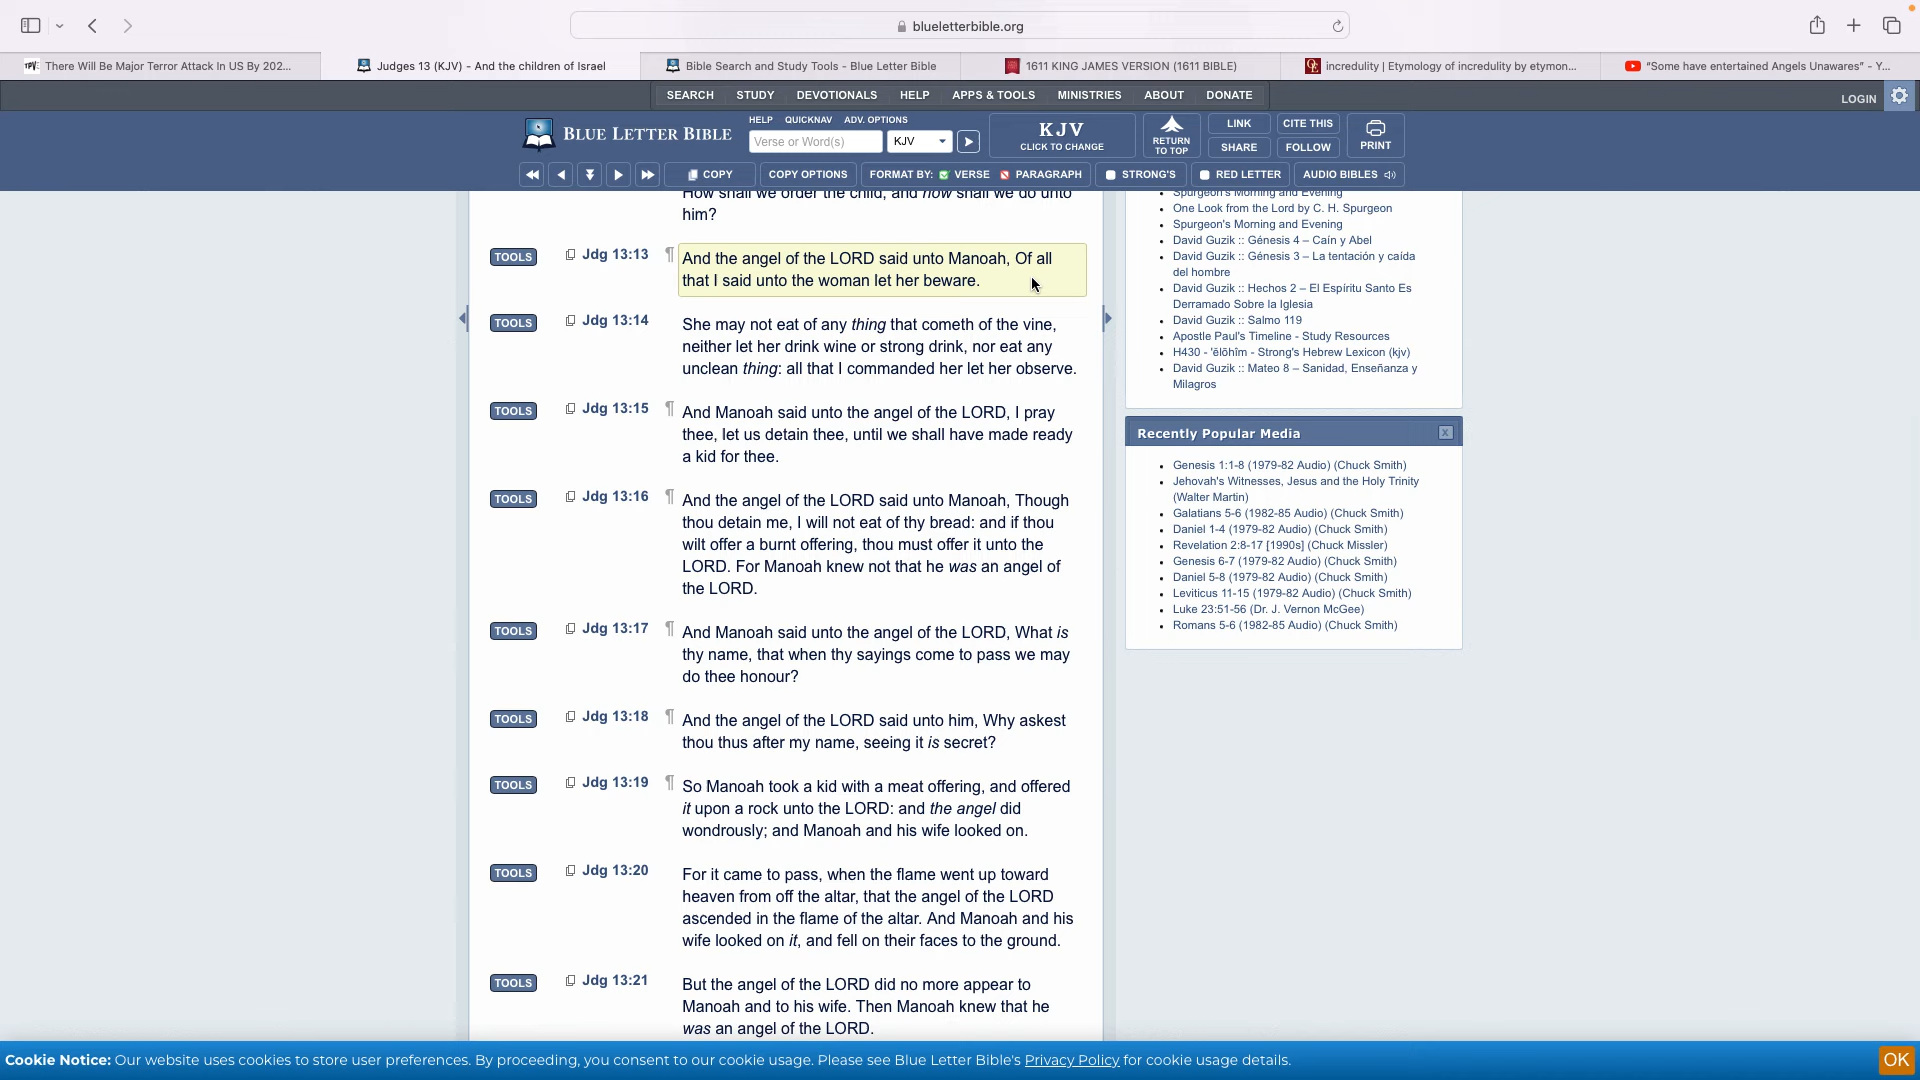 blueletterbible.org
There Will Be Major Terror Attack In US By 202...
Judges 13 (KJV) - And the children of Israel
Bible Search and Study Tools - Blue Letter Bible
1611 KING JAMES VERSION (1611 BIBLE)
incredulity | Etymology of incredulity by etymon...
"Some have entertained Angels Unawares" - Y...
SEARCH STUDY DEVOTIONALS HELP APPS & TOOLS MINISTRIES ABOUT DONATE
LOGIN
BLUE LETTER BIBLE
HELP QUICKNAV ADV. OPTIONS
Verse or Word(s)
KJV
KJV
CLICK TO CHANGE
RETURN
TO TOP
LINK
CITE THIS
SHARE
FOLLOW
PRINT
COPY
COPY OPTIONS
FORMAT BY: VERSE PARAGRAPH
STRONG'S
RED LETTER
AUDIO BIBLES
How shall we order the child, and how shall we do unto
him?
TOOLS
Jdg 13:13
¶ And the angel of the LORD said unto Manoah, Of all
that I said unto the woman let her beware.
TOOLS
Jdg 13:14
She may not eat of any thing that cometh of the vine,
neither let her drink wine or strong drink, nor eat any
unclean thing: all that I commanded her let her observe.
TOOLS
Jdg 13:15
¶ And Manoah said unto the angel of the LORD, I pray
thee, let us detain thee, until we shall have made ready
a kid for thee.
TOOLS
Jdg 13:16
¶ And the angel of the LORD said unto Manoah, Though
thou detain me, I will not eat of thy bread: and if thou
wilt offer a burnt offering, thou must offer it unto the
LORD. For Manoah knew not that he was an angel of
the LORD.
TOOLS
Jdg 13:17
¶ And Manoah said unto the angel of the LORD, What is
thy name, that when thy sayings come to pass we may
do thee honour?
TOOLS
Jdg 13:18
¶ And the angel of the LORD said unto him, Why askest
thou thus after my name, seeing it is secret?
TOOLS
Jdg 13:19
¶ So Manoah took a kid with a meat offering, and offered
it upon a rock unto the LORD: and the angel did
wondrously; and Manoah and his wife looked on.
TOOLS
Jdg 13:20
For it came to pass, when the flame went up toward
heaven from off the altar, that the angel of the LORD
ascended in the flame of the altar. And Manoah and his
wife looked on it, and fell on their faces to the ground.
TOOLS
Jdg 13:21
But the angel of the LORD did no more appear to
Manoah and to his wife. Then Manoah knew that he
was an angel of the LORD.
Spurgeon's Morning and Evening
One Look from the Lord by C. H. Spurgeon
Spurgeon's Morning and Evening
David Guzik :: Génesis 4 – Caín y Abel
David Guzik :: Génesis 3 – La tentación y caída
del hombre
David Guzik :: Hechos 2 – El Espíritu Santo Es
Derramado Sobre la Iglesia
David Guzik :: Salmo 119
Apostle Paul's Timeline - Study Resources
H430 - 'ĕlōhîm - Strong's Hebrew Lexicon (kjv)
David Guzik :: Mateo 8 – Sanidad, Enseñanza y
Milagros
Recently Popular Media
x
Genesis 1:1-8 (1979-82 Audio) (Chuck Smith)
Jehovah's Witnesses, Jesus and the Holy Trinity
(Walter Martin)
Galatians 5-6 (1982-85 Audio) (Chuck Smith)
Daniel 1-4 (1979-82 Audio) (Chuck Smith)
Revelation 2:8-17 [1990s] (Chuck Missler)
Genesis 6-7 (1979-82 Audio) (Chuck Smith)
Daniel 5-8 (1979-82 Audio) (Chuck Smith)
Leviticus 11-15 (1979-82 Audio) (Chuck Smith)
Luke 23:51-56 (Dr. J. Vernon McGee)
Romans 5-6 (1982-85 Audio) (Chuck Smith)
Cookie Notice: Our website uses cookies to store user preferences. By proceeding, you consent to our cookie usage. Please see Blue Letter Bible's Privacy Policy for cookie usage details.
OK